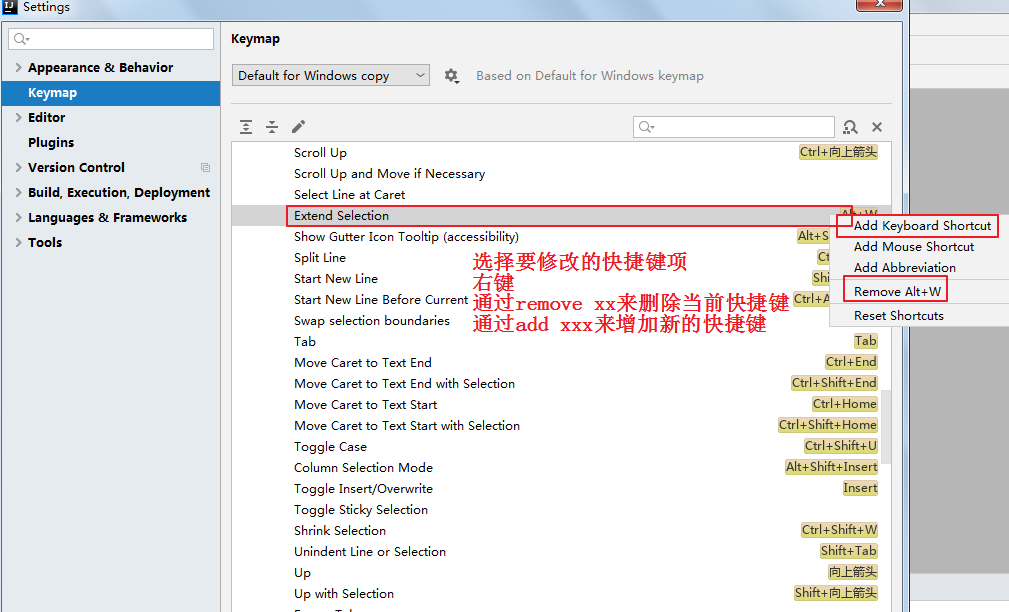 IJ Settings
x
Appearance & Behavior
Keymap
Editor
Plugins
Version Control
Build, Execution, Deployment
Languages & Frameworks
Tools
Keymap
Default for Windows copy
Based on Default for Windows keymap
Scroll Up Ctrl+向上箭头
Scroll Up and Move if Necessary
Select Line at Caret
Extend Selection Alt+W
Show Gutter Icon Tooltip (accessibility) Alt+S
Split Line
Start New Line
Start New Line Before Current Ctrl+A
Swap selection boundaries
Tab Tab
Move Caret to Text End Ctrl+End
Move Caret to Text End with Selection Ctrl+Shift+End
Move Caret to Text Start Ctrl+Home
Move Caret to Text Start with Selection Ctrl+Shift+Home
Toggle Case Ctrl+Shift+U
Column Selection Mode Alt+Shift+Insert
Toggle Insert/Overwrite Insert
Toggle Sticky Selection
Shrink Selection Ctrl+Shift+W
Unindent Line or Selection Shift+Tab
Up 向上箭头
Up with Selection Shift+向上箭头
选择要修改的快捷键项
右键
通过remove xx来删除当前快捷键
通过add xxx来增加新的快捷键
Add Keyboard Shortcut
Add Mouse Shortcut
Add Abbreviation
Remove Alt+W
Reset Shortcuts